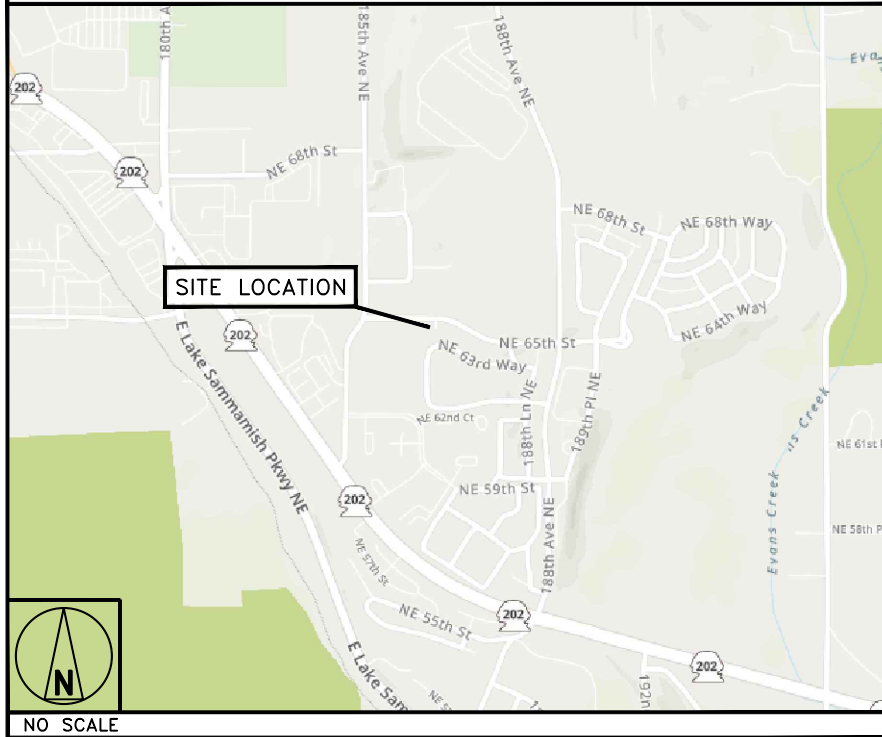 180th A
185th Ave NE
188th Ave NE
Eva
202
202
NE 68th St
NE 68th St
NE 68th Way
SITE LOCATION
202
NE 65th St
NE 64th Way
NE 63rd Way
E Lake Sammamish Pkwy NE
188th Ln NE
189th Pl NE
NE 62nd Ct
Evans Creek
NE 61st
202
NE 59th St
188th Ave NE
NE 58th P
NE 57th St
NE 55th St
202
202
E Lake Sam
192n
N
NO SCALE